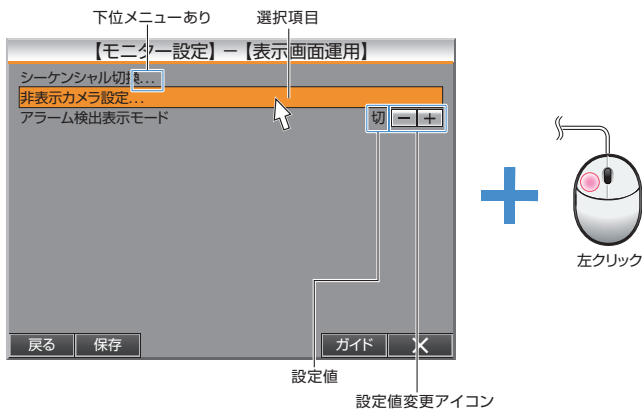 下位メニューあり
選択項目
【モニター設定】－【表示画面運用】
シーケンシャル切換...
非表示カメラ設定...
アラーム検出表示モード 切 － ＋
左クリック
戻る 保存 ガイド ×
設定値
設定値変更アイコン